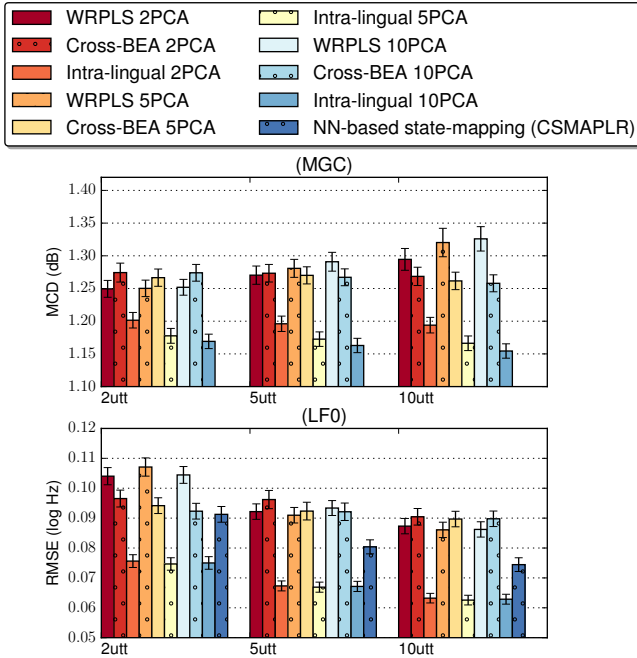 WRPLS 2PCA
Cross-BEA 2PCA
Intra-lingual 2PCA
WRPLS 5PCA
Cross-BEA 5PCA
Intra-lingual 5PCA
WRPLS 10PCA
Cross-BEA 10PCA
Intra-lingual 10PCA
NN-based state-mapping (CSMAPLR)
(MGC)
MCD (dB)
1.40
1.35
1.30
1.25
1.20
1.15
1.10
2utt 5utt 10utt
(LF0)
RMSE (log Hz)
0.12
0.11
0.10
0.09
0.08
0.07
0.06
0.05
2utt 5utt 10utt